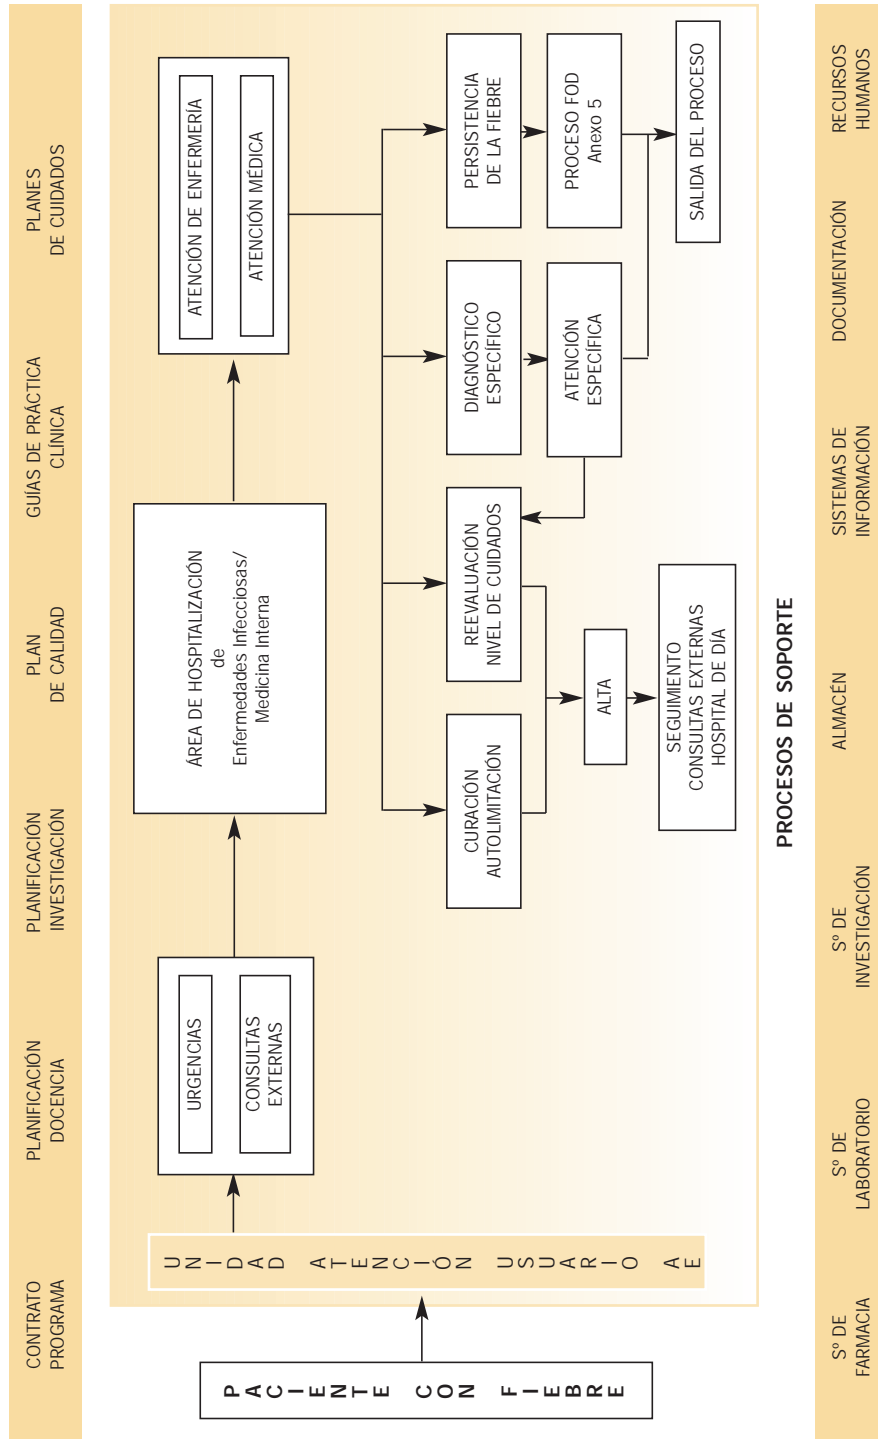 CONTRATO
PROGRAMA
PLANIFICACIÓN
DOCENCIA
PLANIFICACIÓN
INVESTIGACIÓN
PLAN
DE CALIDAD
GUÍAS DE PRÁCTICA
CLÍNICA
PLANES
DE CUIDADOS
PACIENTE CON FIEBRE
UNIDAD ATENCIÓN USUARIO AE
URGENCIAS
CONSULTAS
EXTERNAS
ÁREA DE HOSPITALIZACIÓN
de
Enfermedades Infecciosas/
Medicina Interna
ATENCIÓN DE ENFERMERÍA
ATENCIÓN MÉDICA
CURACIÓN
AUTOLIMITACIÓN
REEVALUACIÓN
NIVEL DE CUIDADOS
DIAGNÓSTICO
ESPECÍFICO
PERSISTENCIA
DE LA FIEBRE
ATENCIÓN
ESPECÍFICA
PROCESO FOD
Anexo 5
ALTA
SEGUIMIENTO
CONSULTAS EXTERNAS
HOSPITAL DE DÍA
SALIDA DEL PROCESO
PROCESOS DE SOPORTE
Sº DE
FARMACIA
Sº DE
LABORATORIO
Sº DE
INVESTIGACIÓN
ALMACÉN
SISTEMAS DE
INFORMACIÓN
DOCUMENTACIÓN
RECURSOS
HUMANOS